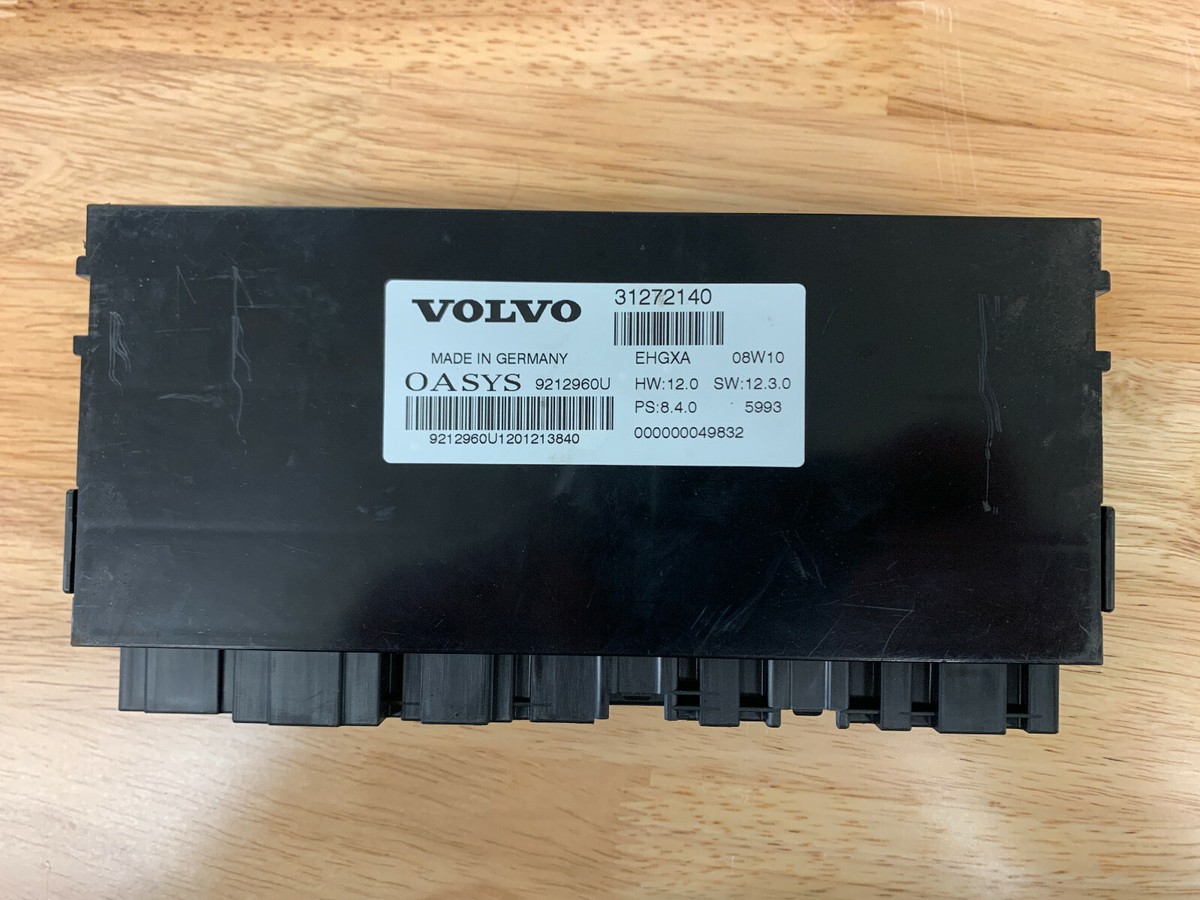 VOLVO
31272140
MADE IN GERMANY
EHGXA 08W10
OASYS 9212960U
HW:12.0 SW:12.3.0
PS:8.4.0 5993
9212960U1201213840
000000049832